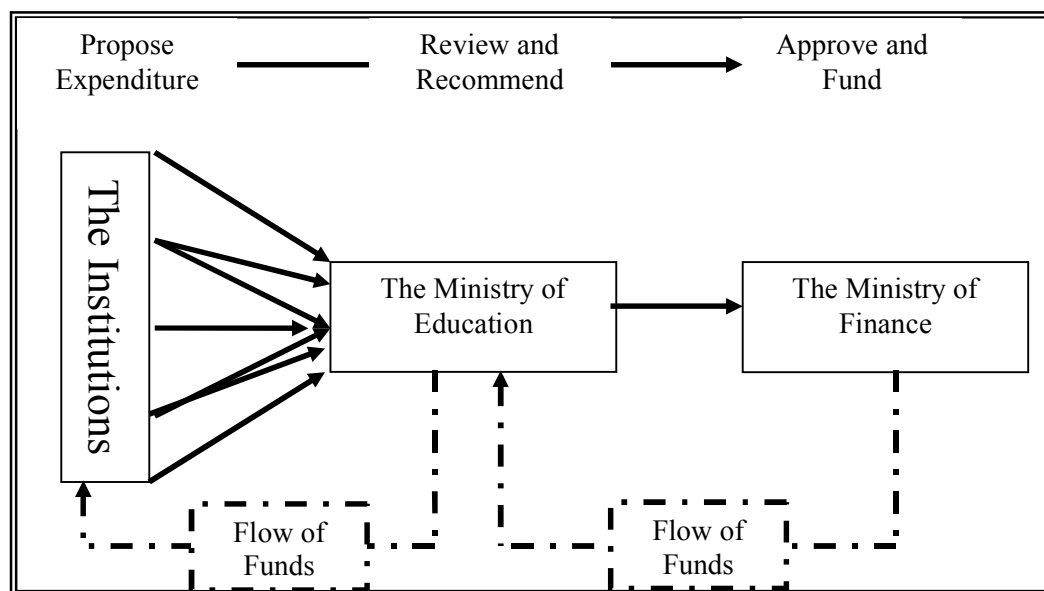 Propose
Expenditure
Review and
Recommend
Approve and
Fund
The Institutions
The Ministry of
Education
The Ministry of
Finance
Flow of
Funds
Flow of
Funds